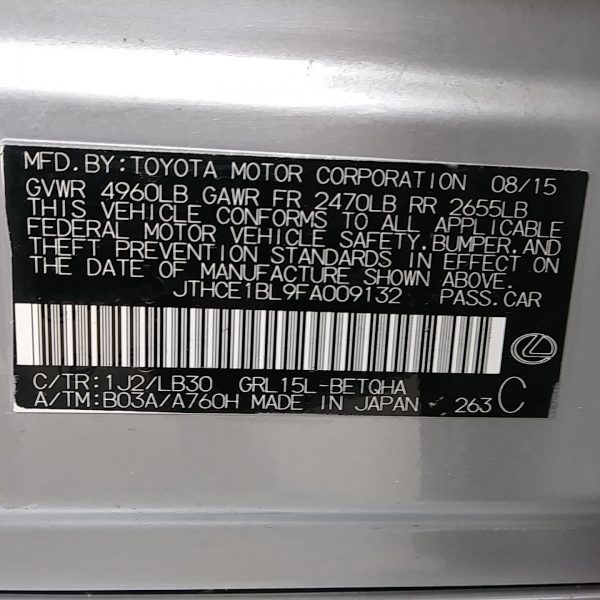 MFD.BY:TOYOTA MOTOR CORPORATION 08/15
GVWR 4960LB GAWR FR 2470LB RR 2655LB
THIS VEHICLE CONFORMS TO ALL APPLICABLE
FEDERAL MOTOR VEHICLE SAFETY,BUMPER,AND
THEFT PREVENTION STANDARDS IN EFFECT ON
THE DATE OF MANUFACTURE SHOWN ABOVE.
JTHCE1BL9FA009132 PASS.CAR
C/TR:1J2/LB30 GRL15L-BETQHA
A/TM:B03A/A760H MADE IN JAPAN 263 C